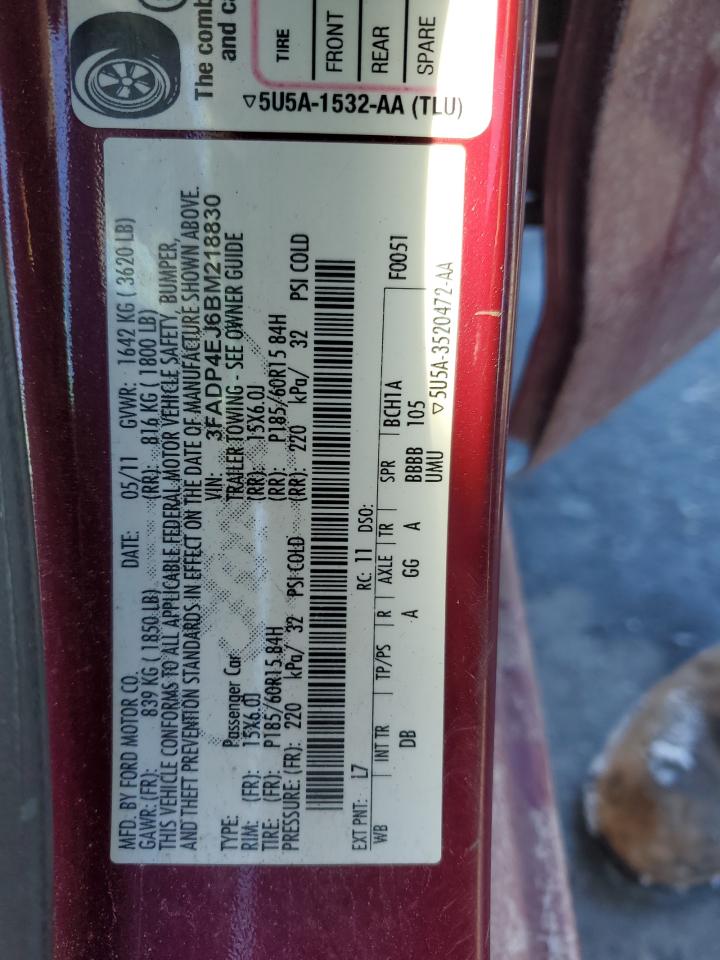 The comb
and ca
TIRE
FRONT
REAR
SPARE
▽5U5A-1532-AA (TLU)
MFD. BY FORD MOTOR CO. DATE: 05/11 GVWR: 1642 KG ( 3620 LB)
GAWR: (FR): 839 KG ( 1850 LB) (RR): 816 KG ( 1800 LB)
THIS VEHICLE CONFORMS TO ALL APPLICABLE FEDERAL MOTOR VEHICLE SAFETY, BUMPER,
AND THEFT PREVENTION STANDARDS IN EFFECT ON THE DATE OF MANUFACTURE SHOWN ABOVE.
VIN: 3FADP4EJ6BM218830
TYPE: Passenger Car TRAILER TOWING - SEE OWNER GUIDE
RIM: (FR): 15X6.0J (RR): 15X6.0J
TIRE: (FR): P185/60R15 84H (RR): P185/60R15 84H
PRESSURE: (FR): 220 kPa/ 32 PSI COLD (RR): 220 kPa/ 32 PSI COLD
EXT PNT: L7 RC: 11 DSO: F0051
WB INT TR TP/PS R AXLE TR SPR BCH1A
DB A GG A BBBB 105
UMU
▽5U5A-3520472-AA